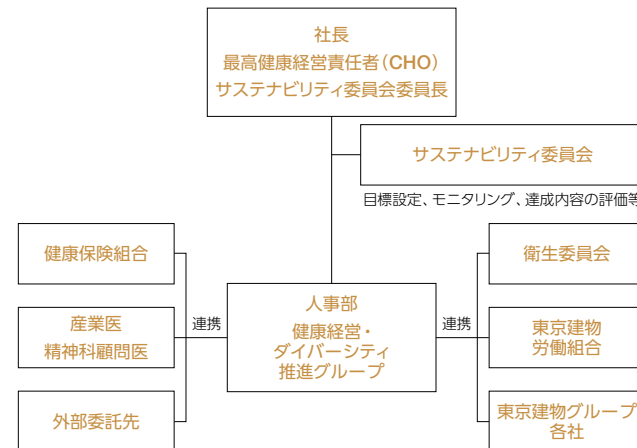 社長
最高健康経営責任者(CHO)
サステナビリティ委員会委員長
サステナビリティ委員会
目標設定、モニタリング、達成内容の評価等
健康保険組合
産業医
精神科顧問医
外部委託先
連携
人事部
健康経営・
ダイバーシティ
推進グループ
連携
衛生委員会
東京建物
労働組合
東京建物グループ
各社